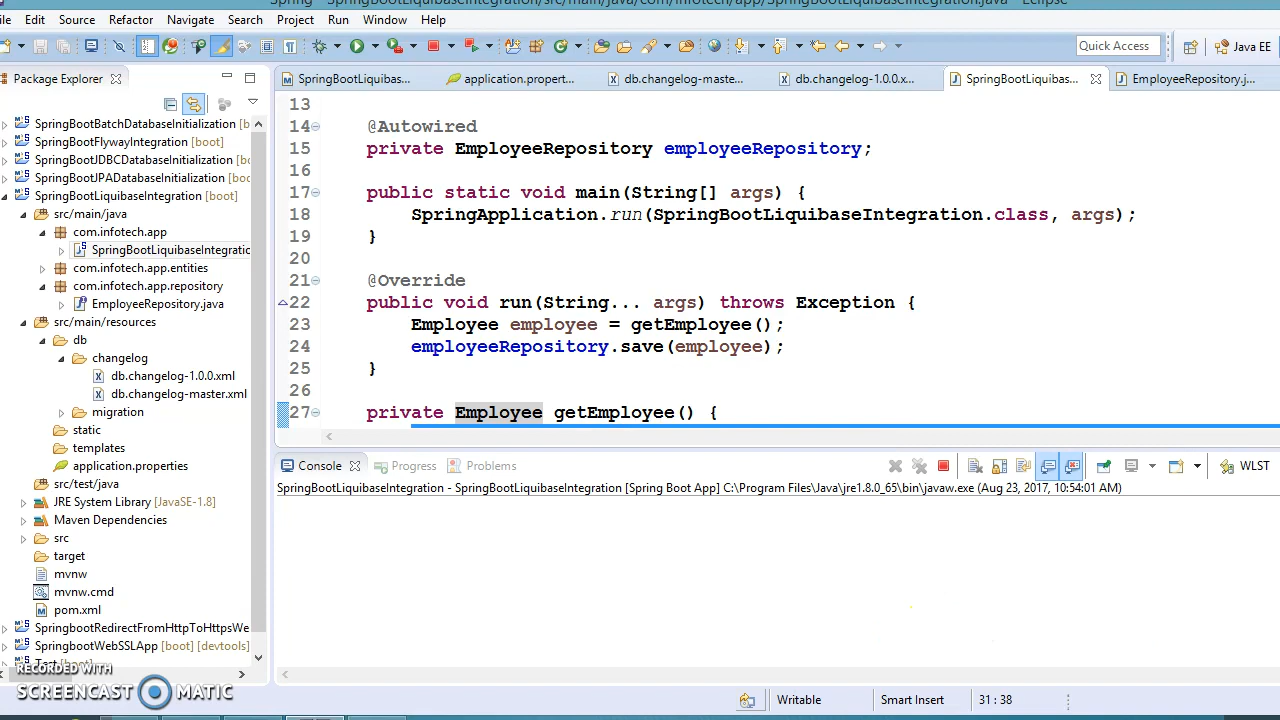 Spring - SpringBootLiquibaseIntegration/src/main/java/com/infotech/app/SpringBootLiquibaseIntegration.java - Eclipse
Edit Source Refactor Navigate Search Project Run Window Help
Quick Access
Java EE
Package Explorer
SpringBootLiquibas...
application.propert...
db.changelog-maste...
db.changelog-1.0.0.x...
SpringBootLiquibas...
EmployeeRepository.j...
SpringBootBatchDatabaseInitialization [b
SpringBootFlywayIntegration [boot]
SpringBootJDBCDatabaseInitialization [bo
SpringBootJPADatabaseInitialization [bo
SpringBootLiquibaseIntegration [boot]
src/main/java
com.infotech.app
SpringBootLiquibaseIntegratic
com.infotech.app.entities
com.infotech.app.repository
EmployeeRepository.java
src/main/resources
db
changelog
db.changelog-1.0.0.xml
db.changelog-master.xml
migration
static
templates
application.properties
src/test/java
JRE System Library [JavaSE-1.8]
Maven Dependencies
src
target
mvnw
mvnw.cmd
pom.xml
SpringbootRedirectFromHttpToHttpsWe
SpringbootWebSSLApp [boot] [devtools]
13
14 @Autowired
15 private EmployeeRepository employeeRepository;
16
17 public static void main(String[] args) {
18 SpringApplication.run(SpringBootLiquibaseIntegration.class, args);
19 }
20
21 @Override
22 public void run(String... args) throws Exception {
23 Employee employee = getEmployee();
24 employeeRepository.save(employee);
25 }
26
27 private Employee getEmployee() {
Console
Progress
Problems
WLST
SpringBootLiquibaseIntegration - SpringBootLiquibaseIntegration [Spring Boot App] C:\Program Files\Java\jre1.8.0_65\bin\javaw.exe (Aug 23, 2017, 10:54:01 AM)
RECORDED WITH
SCREENCAST MATIC
Writable
Smart Insert
31 : 38